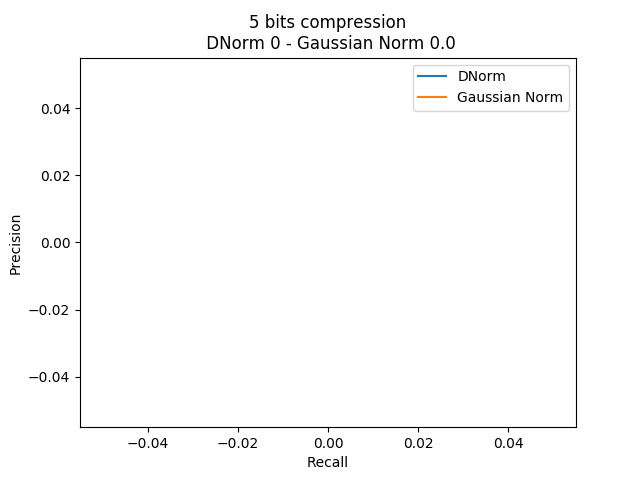 5 bits compression
DNorm 0 - Gaussian Norm 0.0
DNorm
Gaussian Norm
0.04
0.02
0.00
−0.02
−0.04
Precision
−0.04
−0.02
0.00
0.02
0.04
Recall